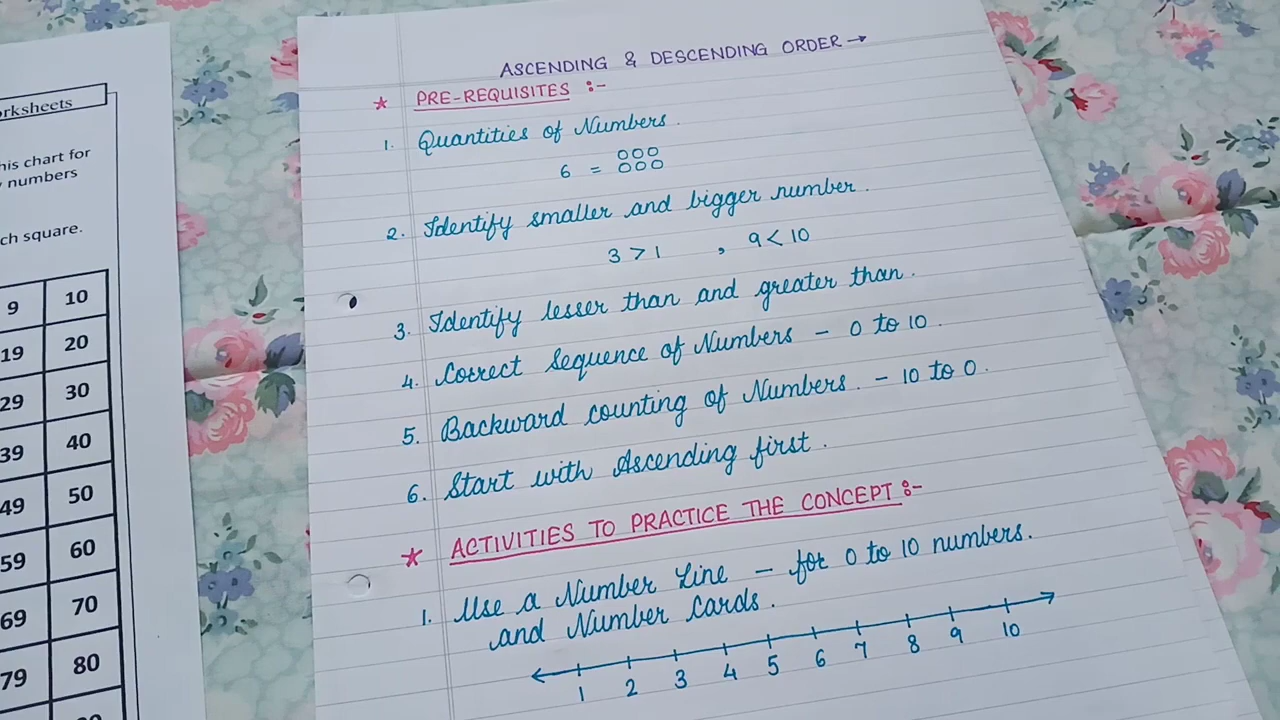 orksheets
his chart for
numbers
ch square.
9 10
19 20
29 30
39 40
49 50
59 60
69 70
79 80
ASCENDING & DESCENDING ORDER →
* PRE-REQUISITES :-
1. Quantities of Numbers.
6 = 000
000
2. Identify smaller and bigger number.
3 > 1 , 9 < 10
3. Identify lesser than and greater than.
4. Correct Sequence of Numbers - 0 to 10.
5. Backward counting of Numbers. - 10 to 0.
6. Start with Ascending first.
* ACTIVITIES TO PRACTICE THE CONCEPT :-
1. Use a Number Line - for 0 to 10 numbers.
and Number Cards.
1 2 3 4 5 6 7 8 9 10